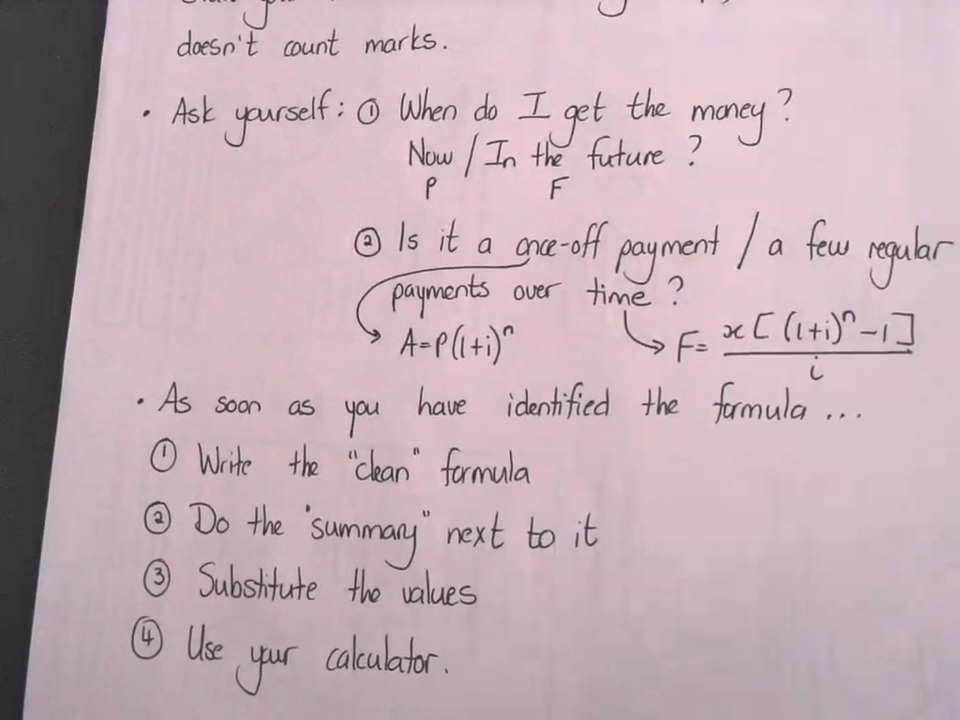 doesn't count marks.
· Ask yourself: ① When do I get the money?
Now / In the future ?
P F
② Is it a once-off payment / a few regular
payments over time ?
A=P(1+i)ⁿ F= x[(1+i)ⁿ-1]
i
· As soon as you have identified the formula ...
① Write the "clean" formula
② Do the "summary" next to it
③ Substitute the values
④ Use your calculator.